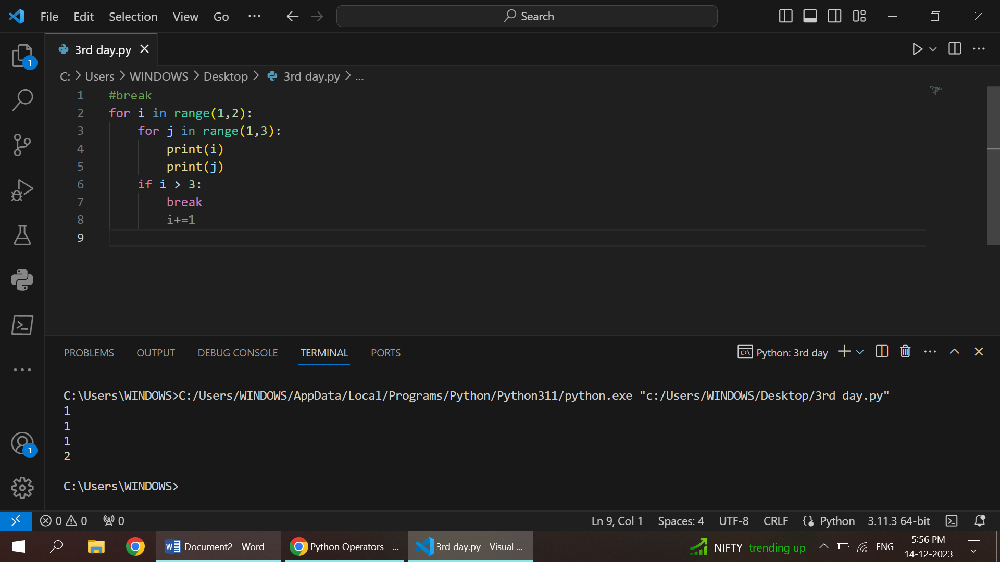 File Edit Selection View Go ... Search
3rd day.py
1
C: > Users > WINDOWS > Desktop > 3rd day.py > ...
1 #break
2 for i in range(1,2):
3     for j in range(1,3):
4         print(i)
5         print(j)
6     if i > 3:
7         break
8         i+=1
9
PROBLEMS OUTPUT DEBUG CONSOLE TERMINAL PORTS Python: 3rd day
C:\Users\WINDOWS>C:/Users/WINDOWS/AppData/Local/Programs/Python/Python311/python.exe "c:/Users/WINDOWS/Desktop/3rd day.py"
1
1
1
2
C:\Users\WINDOWS>
1
0 0 0 Ln 9, Col 1 Spaces: 4 UTF-8 CRLF {} Python 3.11.3 64-bit
Document2 - Word Python Operators - ... 3rd day.py - Visual ... NIFTY trending up ENG 5:56 PM
14-12-2023